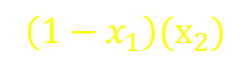 (1 − x₁)(x₂)